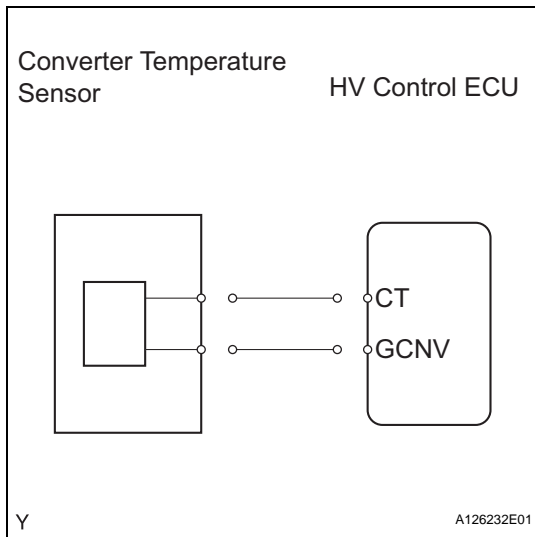 Converter Temperature
Sensor
HV Control ECU
CT
GCNV
Y
A126232E01